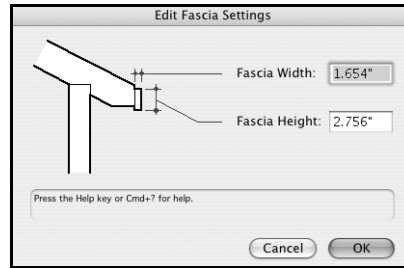 Edit Fascia Settings
Fascia Width: 1.654"
Fascia Height: 2.756"
Press the Help key or Cmd+? for help.
Cancel OK